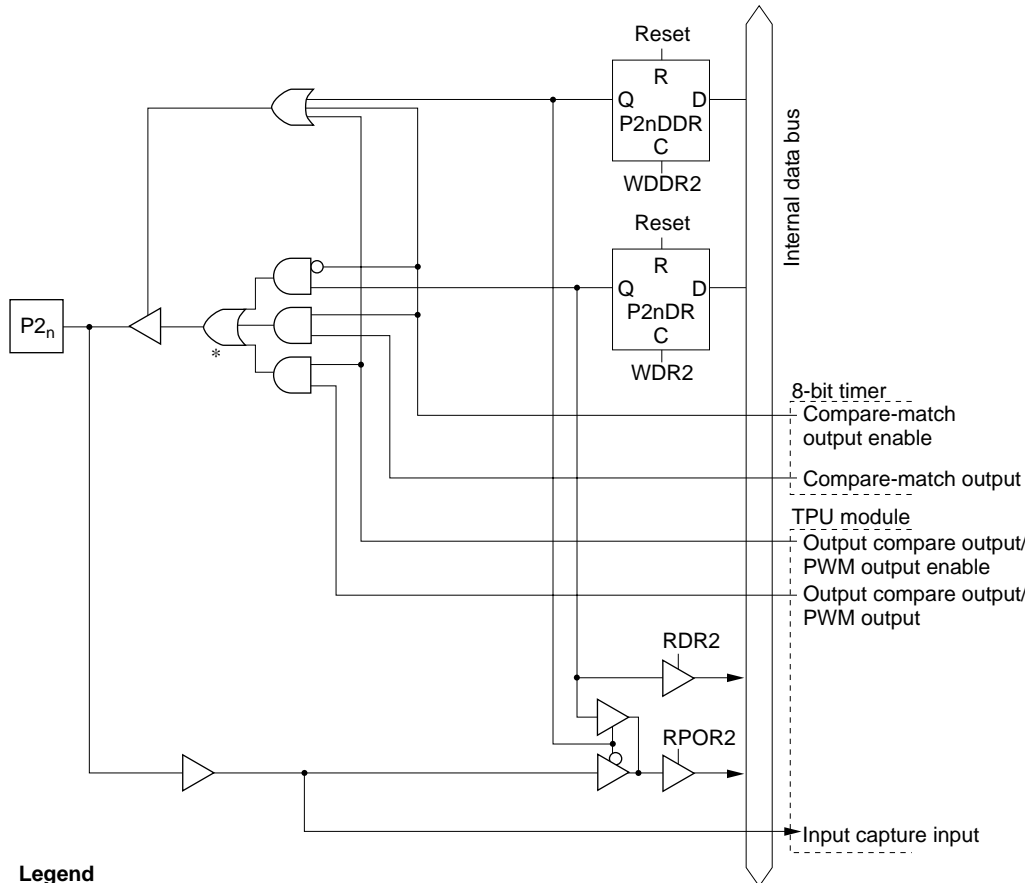 Reset
R
Q D
P2nDDR
C
WDDR2
Internal data bus
Reset
R
Q D
P2nDR
C
WDR2
P2n
*
8-bit timer
Compare-match
output enable
Compare-match output
TPU module
Output compare output/
PWM output enable
Output compare output/
PWM output
RDR2
RPOR2
Input capture input
Legend